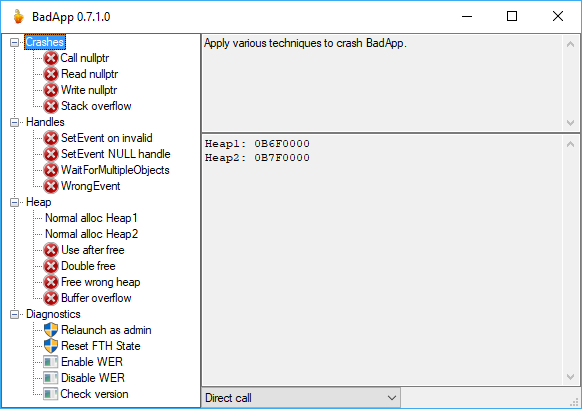 BadApp 0.7.1.0
Crashes
Call nullptr
Read nullptr
Write nullptr
Stack overflow
Handles
SetEvent on invalid
SetEvent NULL handle
WaitForMultipleObjects
WrongEvent
Heap
Normal alloc Heap1
Normal alloc Heap2
Use after free
Double free
Free wrong heap
Buffer overflow
Diagnostics
Relaunch as admin
Reset FTH State
Enable WER
Disable WER
Check version
Apply various techniques to crash BadApp.
Heap1: 0B6F0000
Heap2: 0B7F0000
Direct call